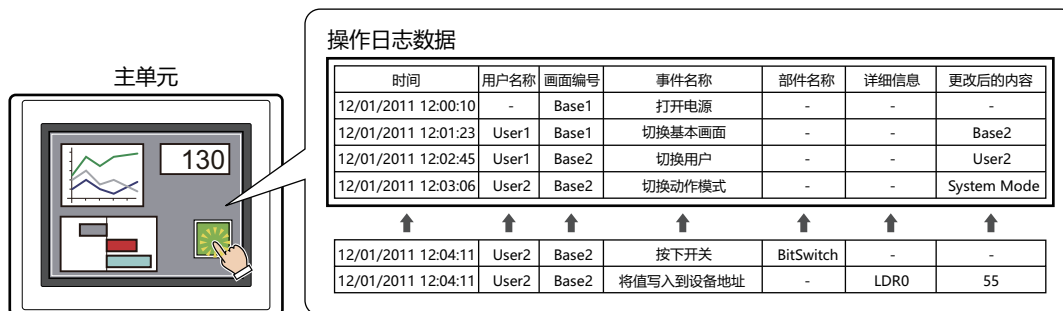 操作日志数据
主单元
130
时间 用户名称 画面编号 事件名称 部件名称 详细信息 更改后的内容
12/01/2011 12:00:10 - Base1 打开电源 - - -
12/01/2011 12:01:23 User1 Base1 切换基本画面 - - Base2
12/01/2011 12:02:45 User1 Base2 切换用户 - - User2
12/01/2011 12:03:06 User2 Base2 切换动作模式 - - System Mode
12/01/2011 12:04:11 User2 Base2 按下开关 BitSwitch - -
12/01/2011 12:04:11 User2 Base2 将值写入到设备地址 - LDR0 55